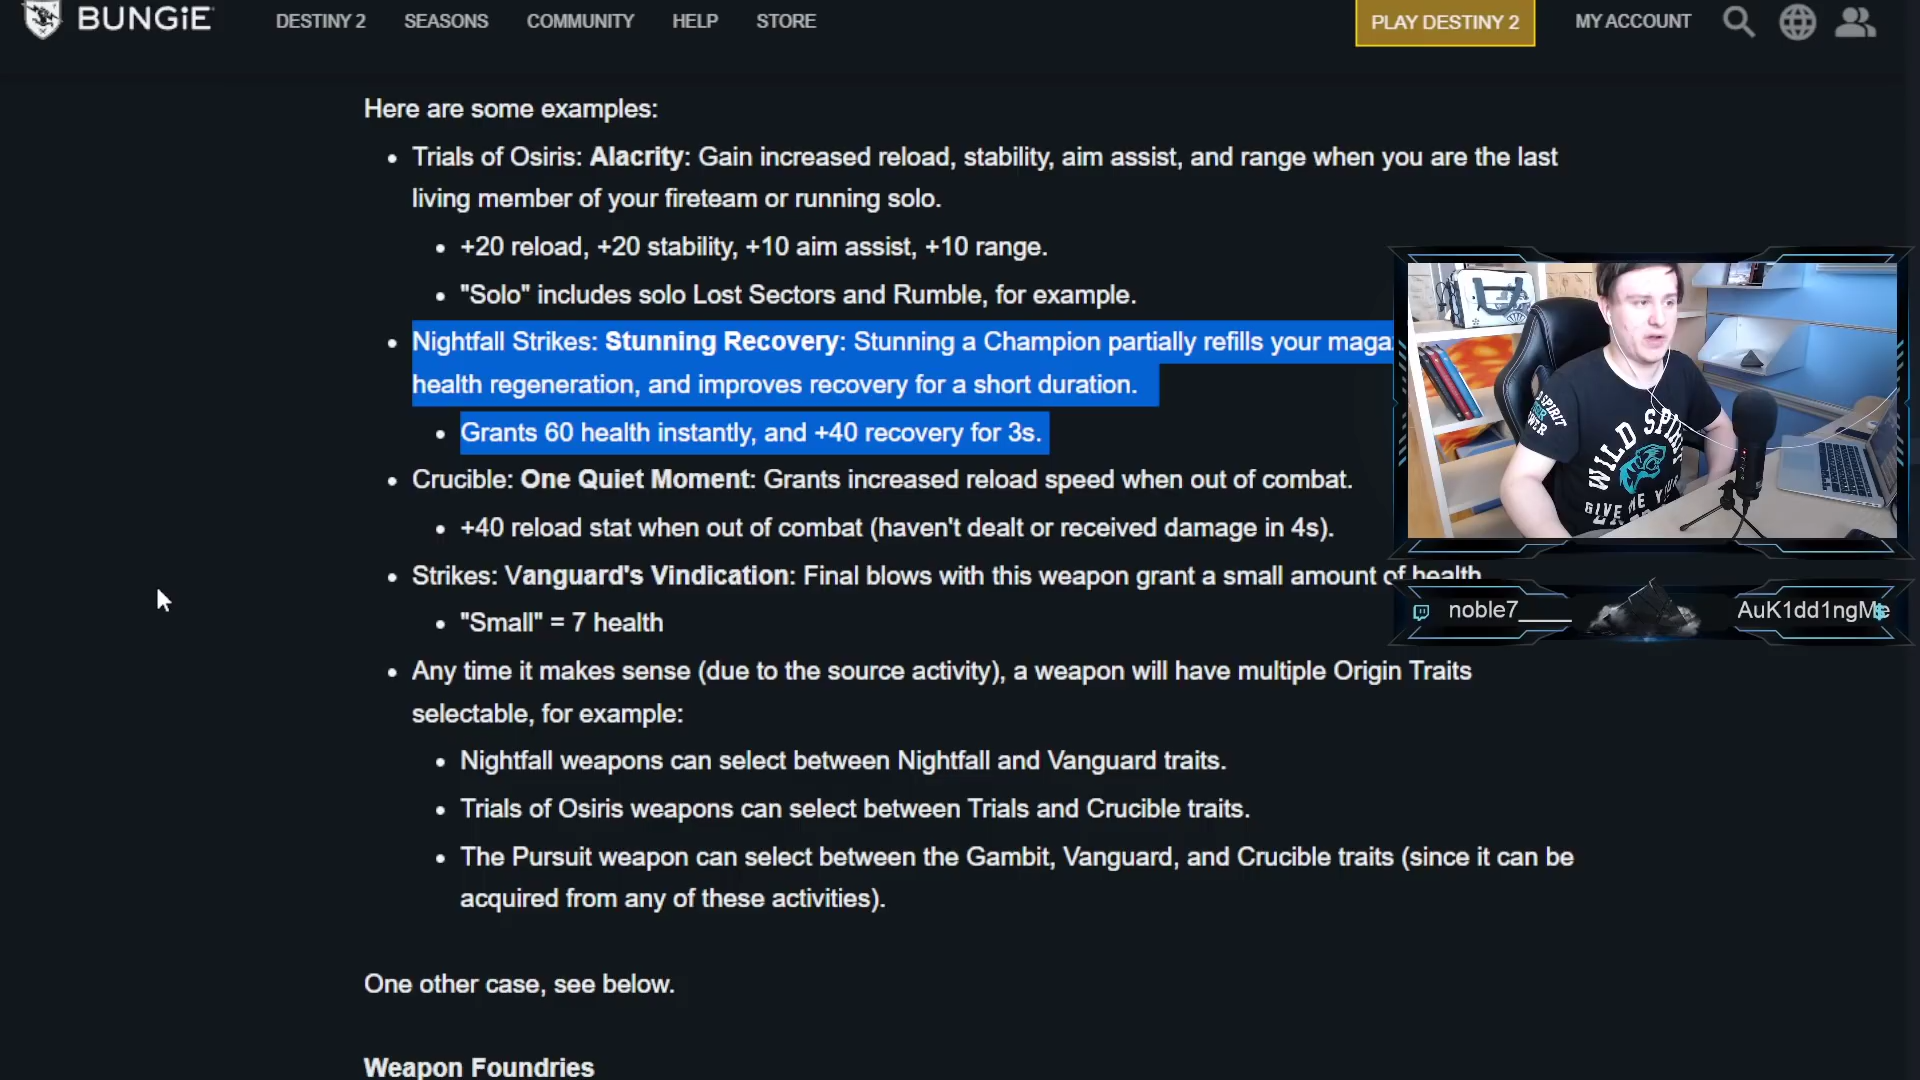 BUNGiE DESTINY 2 SEASONS COMMUNITY HELP STORE PLAY DESTINY 2 MY ACCOUNT
Here are some examples:
Trials of Osiris: Alacrity: Gain increased reload, stability, aim assist, and range when you are the last
living member of your fireteam or running solo.
+20 reload, +20 stability, +10 aim assist, +10 range.
"Solo" includes solo Lost Sectors and Rumble, for example.
Nightfall Strikes: Stunning Recovery: Stunning a Champion partially refills your
health regeneration, and improves recovery for a short duration.
Grants 60 health instantly, and +40 recovery for 3s.
Crucible: One Quiet Moment: Grants increased reload speed when out of combat.
+40 reload stat when out of combat (haven't dealt or received damage in 4s).
Strikes: Vanguard's Vindication: Final blows with this weapon grant a small amount of health
"Small" = 7 health
Any time it makes sense (due to the source activity), a weapon will have multiple Origin Traits
selectable, for example:
Nightfall weapons can select between Nightfall and Vanguard traits.
Trials of Osiris weapons can select between Trials and Crucible traits.
The Pursuit weapon can select between the Gambit, Vanguard, and Crucible traits (since it can be
acquired from any of these activities).
One other case, see below.
Weapon Foundries
WILD SPIRIT
GIVE ME
noble7____ AuK1dd1ngMe